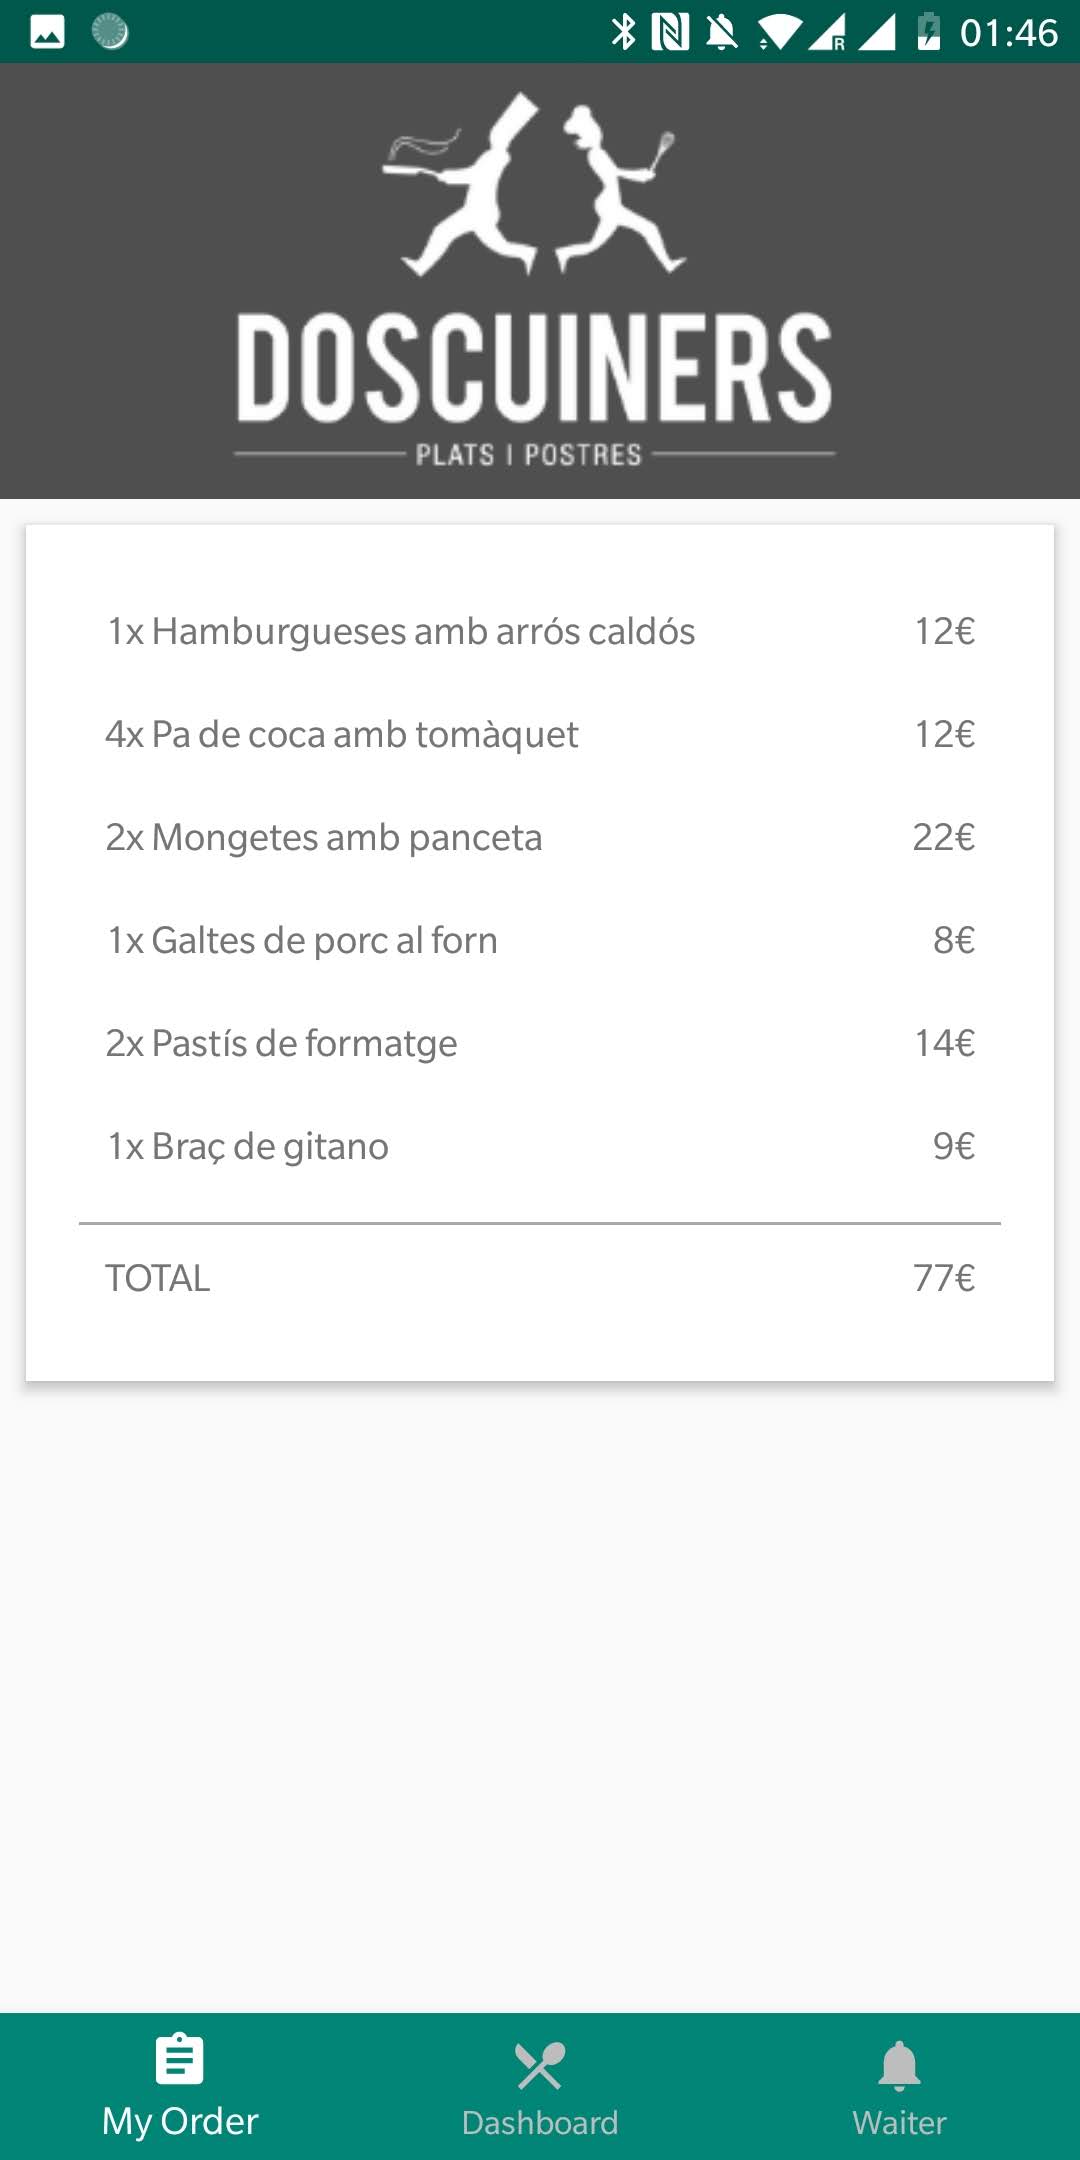 01:46
DOSCUINERS
PLATS I POSTRES
1x Hamburgueses amb arrós caldós 12€
4x Pa de coca amb tomàquet 12€
2x Mongetes amb panceta 22€
1x Galtes de porc al forn 8€
2x Pastís de formatge 14€
1x Braç de gitano 9€
TOTAL 77€
My Order Dashboard Waiter